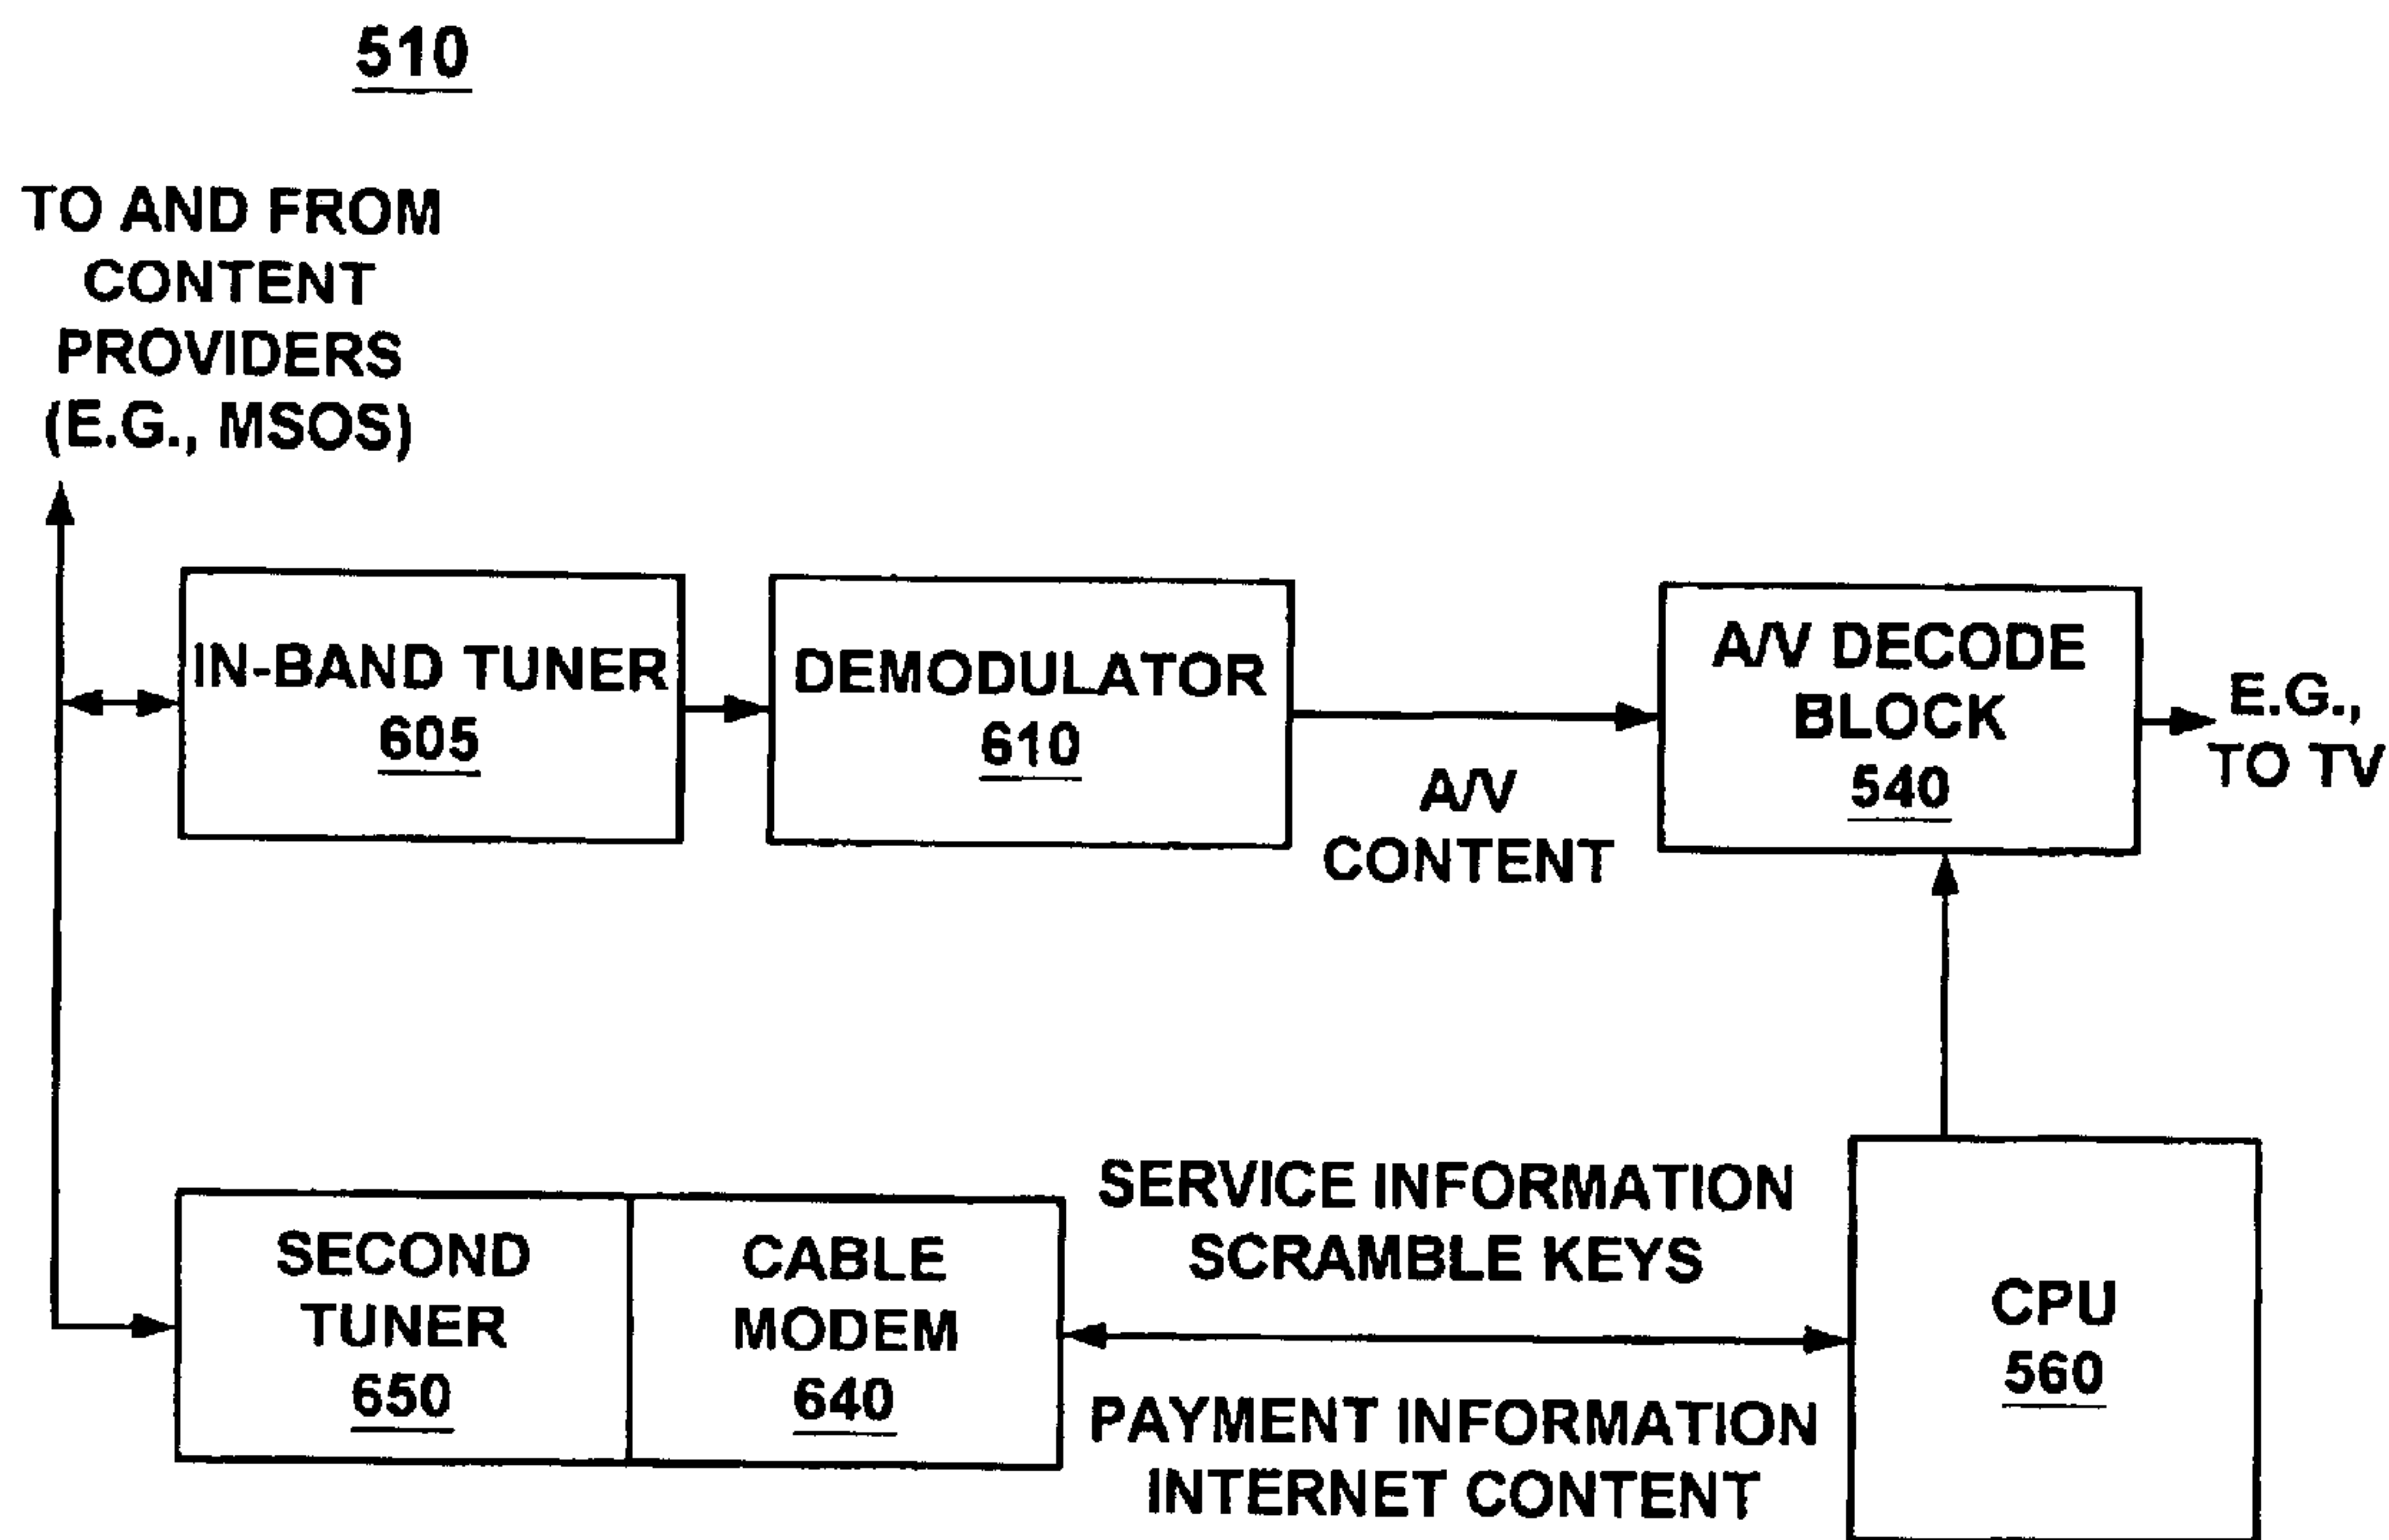 510
TO AND FROM
CONTENT
PROVIDERS
(E.G., MSOS)
IN-BAND TUNER
605
DEMODULATOR
610
A/V
CONTENT
A/V DECODE
BLOCK
540
E.G.,
TO TV
SECOND
TUNER
650
CABLE
MODEM
640
SERVICE INFORMATION
SCRAMBLE KEYS
PAYMENT INFORMATION
INTERNET CONTENT
CPU
560